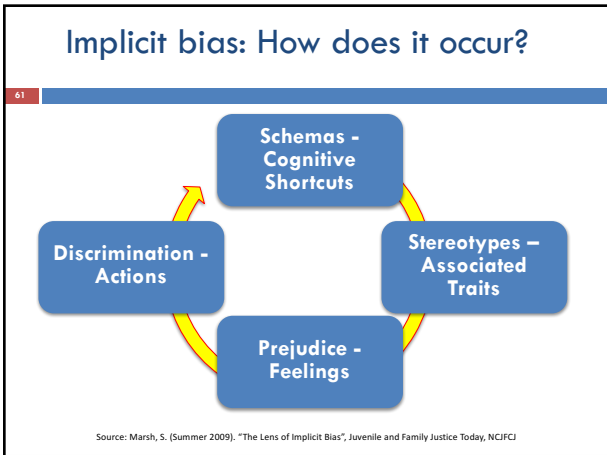 Implicit bias: How does it occur?
61
Schemas -
Cognitive
Shortcuts
Stereotypes –
Associated
Traits
Prejudice -
Feelings
Discrimination -
Actions
Source: Marsh, S. (Summer 2009). "The Lens of Implicit Bias", Juvenile and Family Justice Today, NCJFCJ